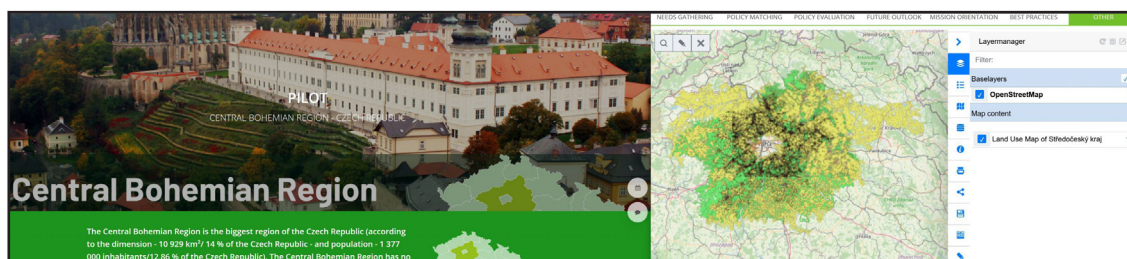 PILOT
CENTRAL BOHEMIAN REGION - CZECH REPUBLIC
Central Bohemian Region
The Central Bohemian Region is the biggest region of the Czech Republic (according
to the dimension - 10 929 km²/ 14 % of the Czech Republic - and population - 1 377
000 inhabitants/12,86 % of the Czech Republic). The Central Bohemian Region has no
NEEDS GATHERING POLICY MATCHING POLICY EVALUATION FUTURE OUTLOOK MISSION ORIENTATION BEST PRACTICES OTHER
Layermanager
Filter:
Baselayers
OpenStreetMap
Map content
Land Use Map of Středočeský kraj